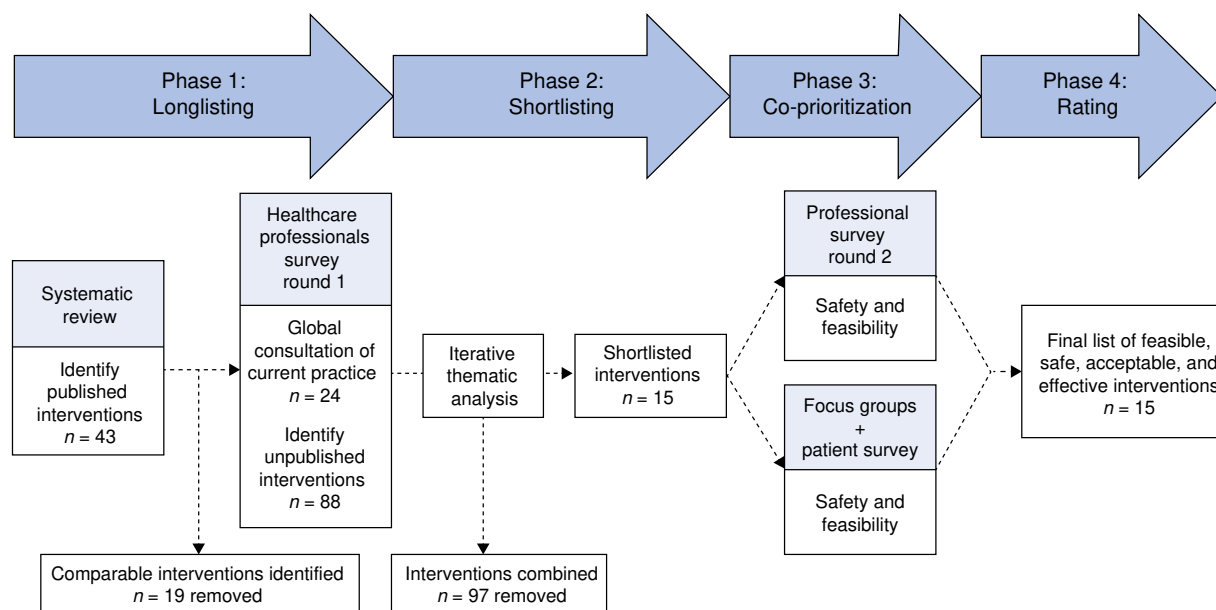 Phase 1:
Longlisting
Phase 2:
Shortlisting
Phase 3:
Co-prioritization
Phase 4:
Rating
Systematic
review
Identify
published
interventions
n = 43
Healthcare
professionals
survey
round 1
Global
consultation of
current practice
n = 24
Identify
unpublished
interventions
n = 88
Comparable interventions identified
n = 19 removed
Iterative
thematic
analysis
Interventions combined
n = 97 removed
Shortlisted
interventions
n = 15
Professional
survey
round 2
Safety and
feasibility
Focus groups
+
patient survey
Safety and
feasibility
Final list of feasible,
safe, acceptable, and
effective interventions
n = 15